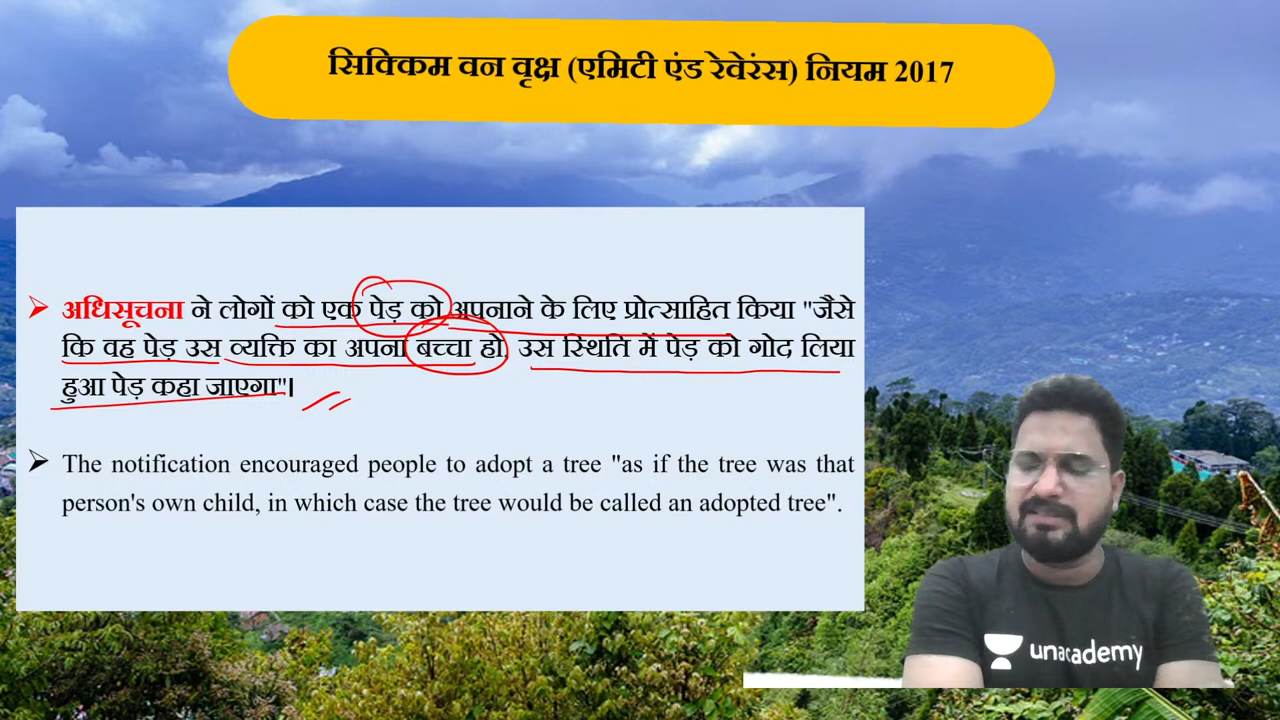 सिक्किम वन वृक्ष (एमिटी एंड रेवेरंस) नियम 2017
अधिसूचना ने लोगों को एक पेड़ को अपनाने के लिए प्रोत्साहित किया "जैसे
कि वह पेड़ उस व्यक्ति का अपना बच्चा हो, उस स्थिति में पेड़ को गोद लिया
हुआ पेड़ कहा जाएगा"।
The notification encouraged people to adopt a tree "as if the tree was that
person's own child, in which case the tree would be called an adopted tree".
unacademy